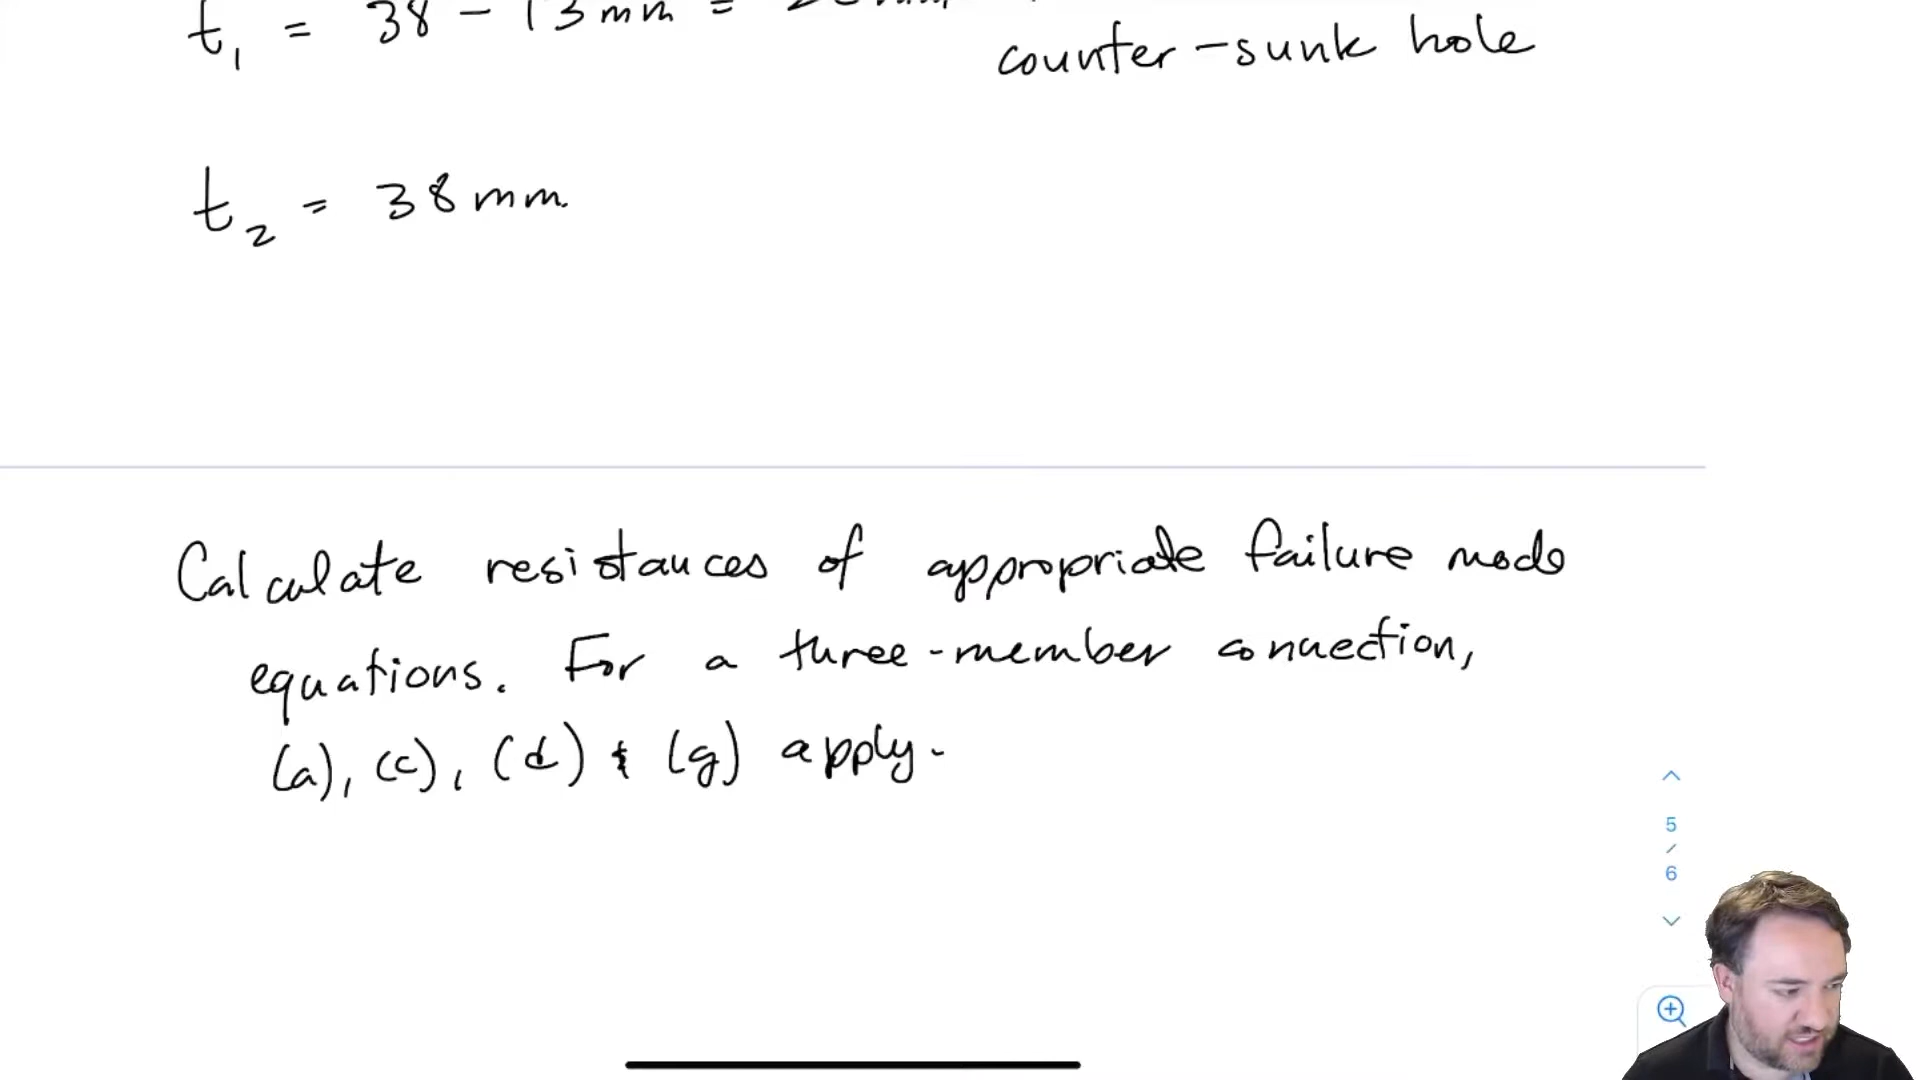 t₁ = 38 - 13 mm =
counter-sunk hole
t₂ = 38 mm.
Calculate resistances of appropriate failure mode
equations. For a three-member connection,
(a), (c), (d) & (g) apply.
5
/
6